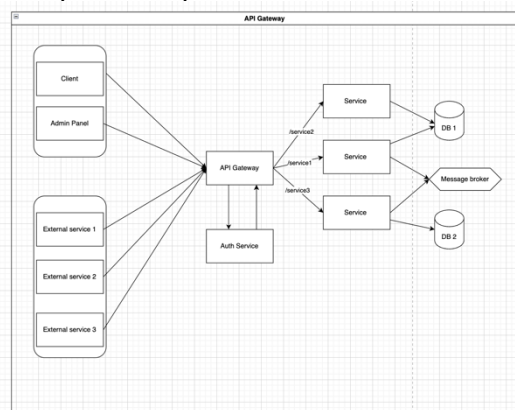 API Gateway
Client
Admin Panel
External service 1
External service 2
External service 3
API Gateway
Auth Service
/service2
/service1
/service3
Service
Service
Service
DB 1
Message broker
DB 2